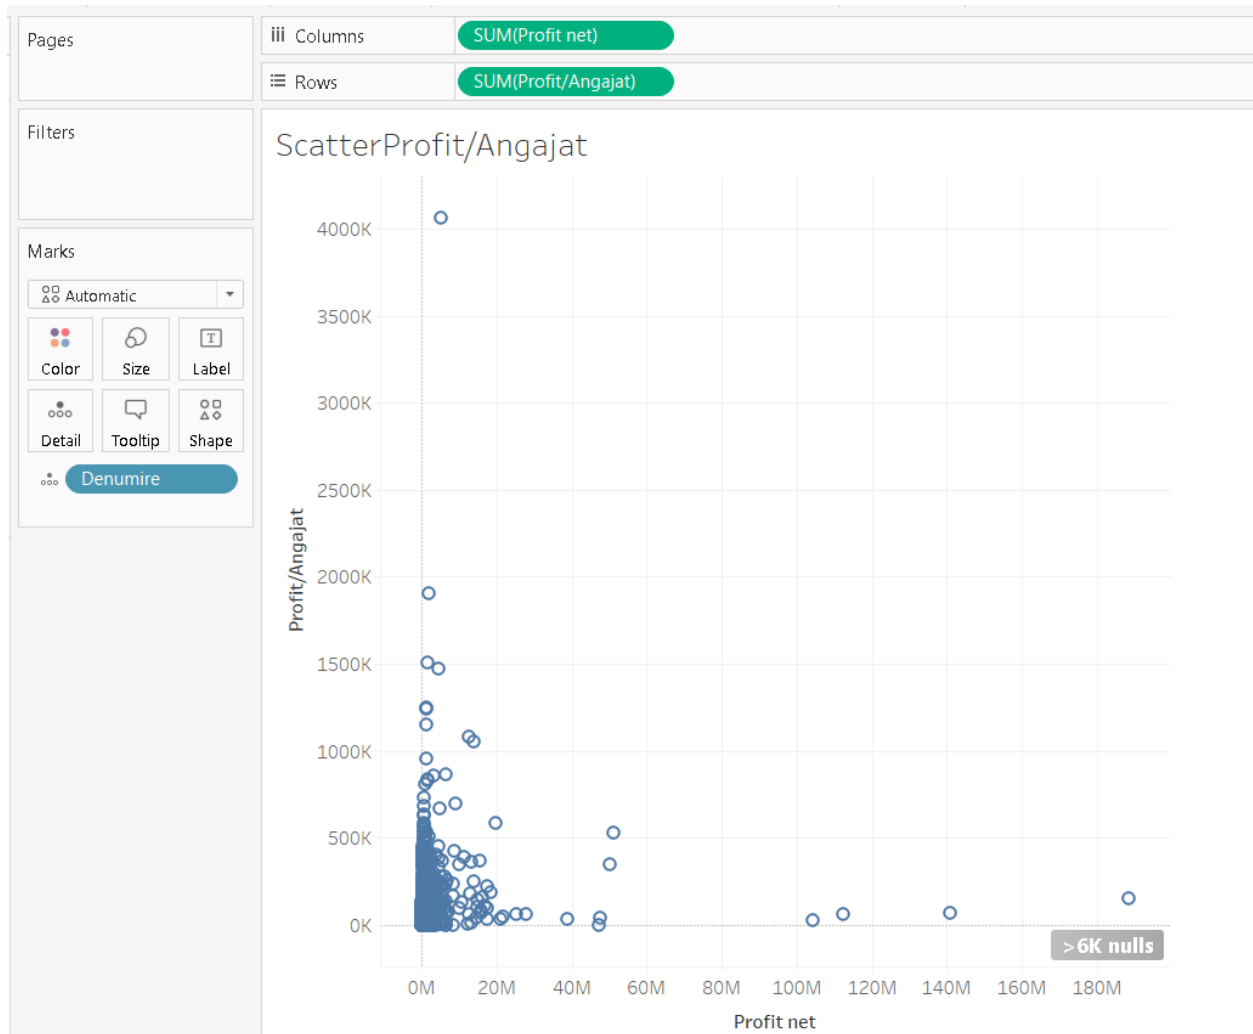 Pages
Columns
SUM(Profit net)
Rows
SUM(Profit/Angajat)
Filters
Marks
Automatic
Color
Size
Label
Detail
Tooltip
Shape
Denumire
ScatterProfit/Angajat
4000K
3500K
3000K
2500K
2000K
1500K
1000K
500K
0K
Profit/Angajat
>6K nulls
0M 20M 40M 60M 80M 100M 120M 140M 160M 180M
Profit net